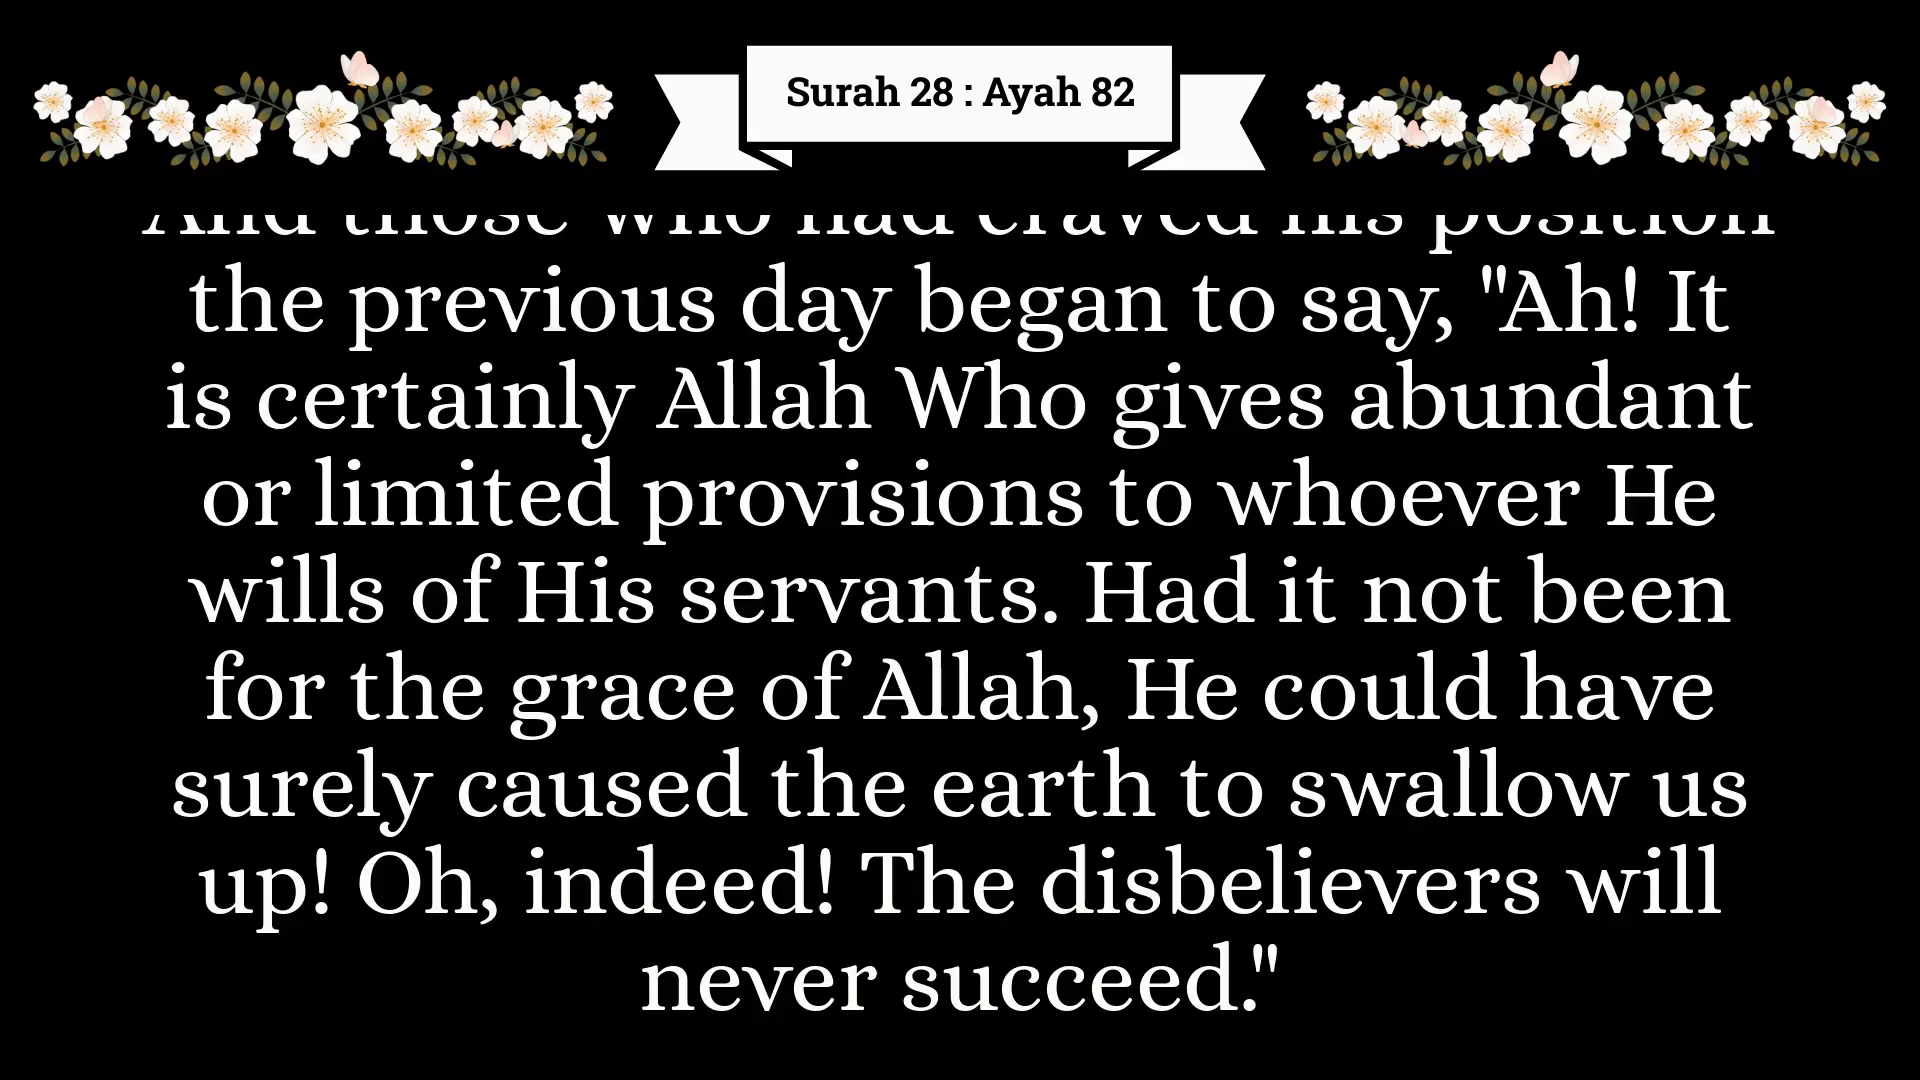 Surah 28 : Ayah 82
And those who had craved his position
the previous day began to say, "Ah! It
is certainly Allah Who gives abundant
or limited provisions to whoever He
wills of His servants. Had it not been
for the grace of Allah, He could have
surely caused the earth to swallow us
up! Oh, indeed! The disbelievers will
never succeed."